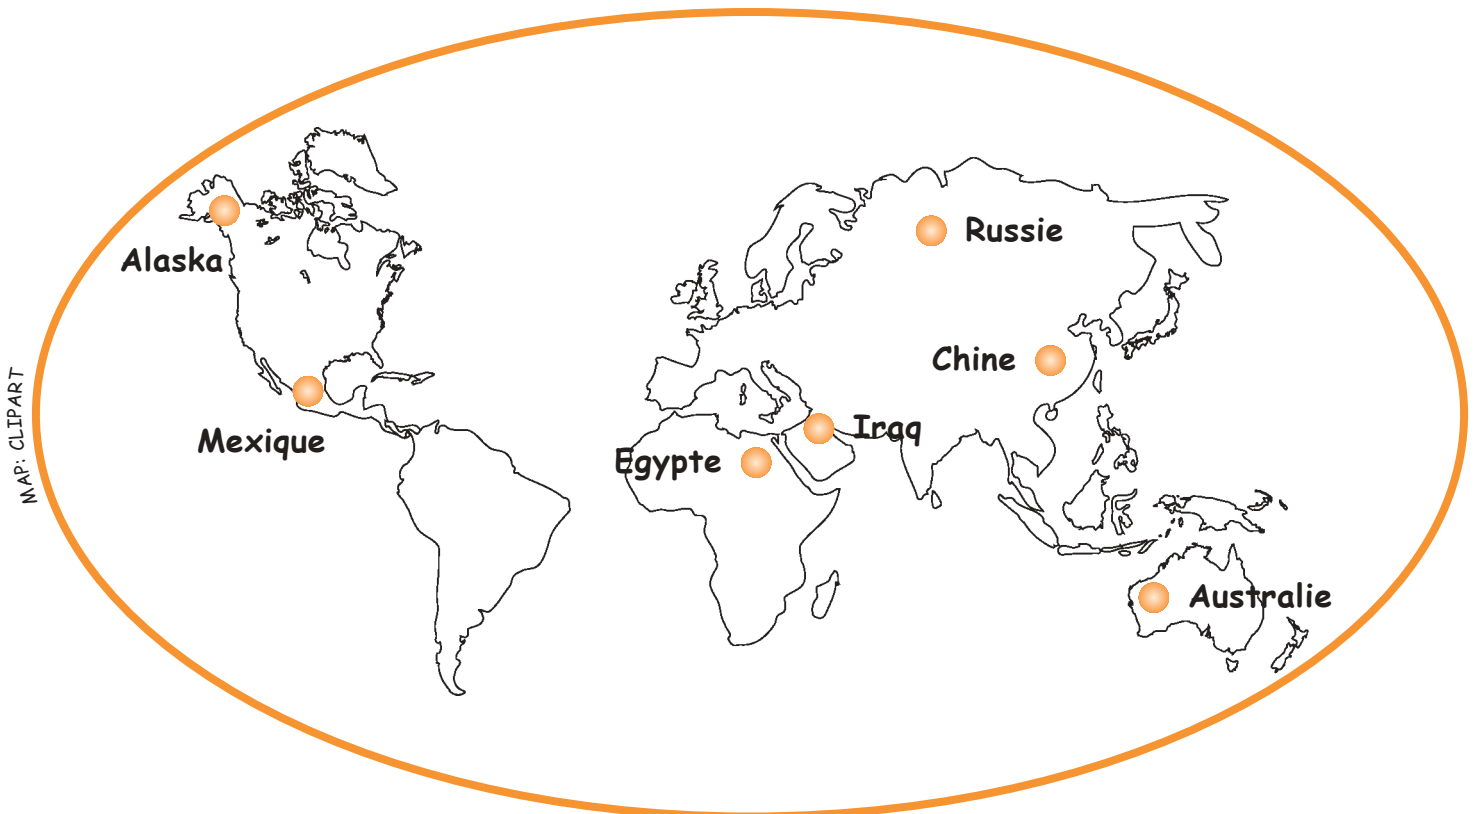 Russie
Alaska
Chine
Iraq
Mexique
Egypte
Australie
MAP: CLIPART